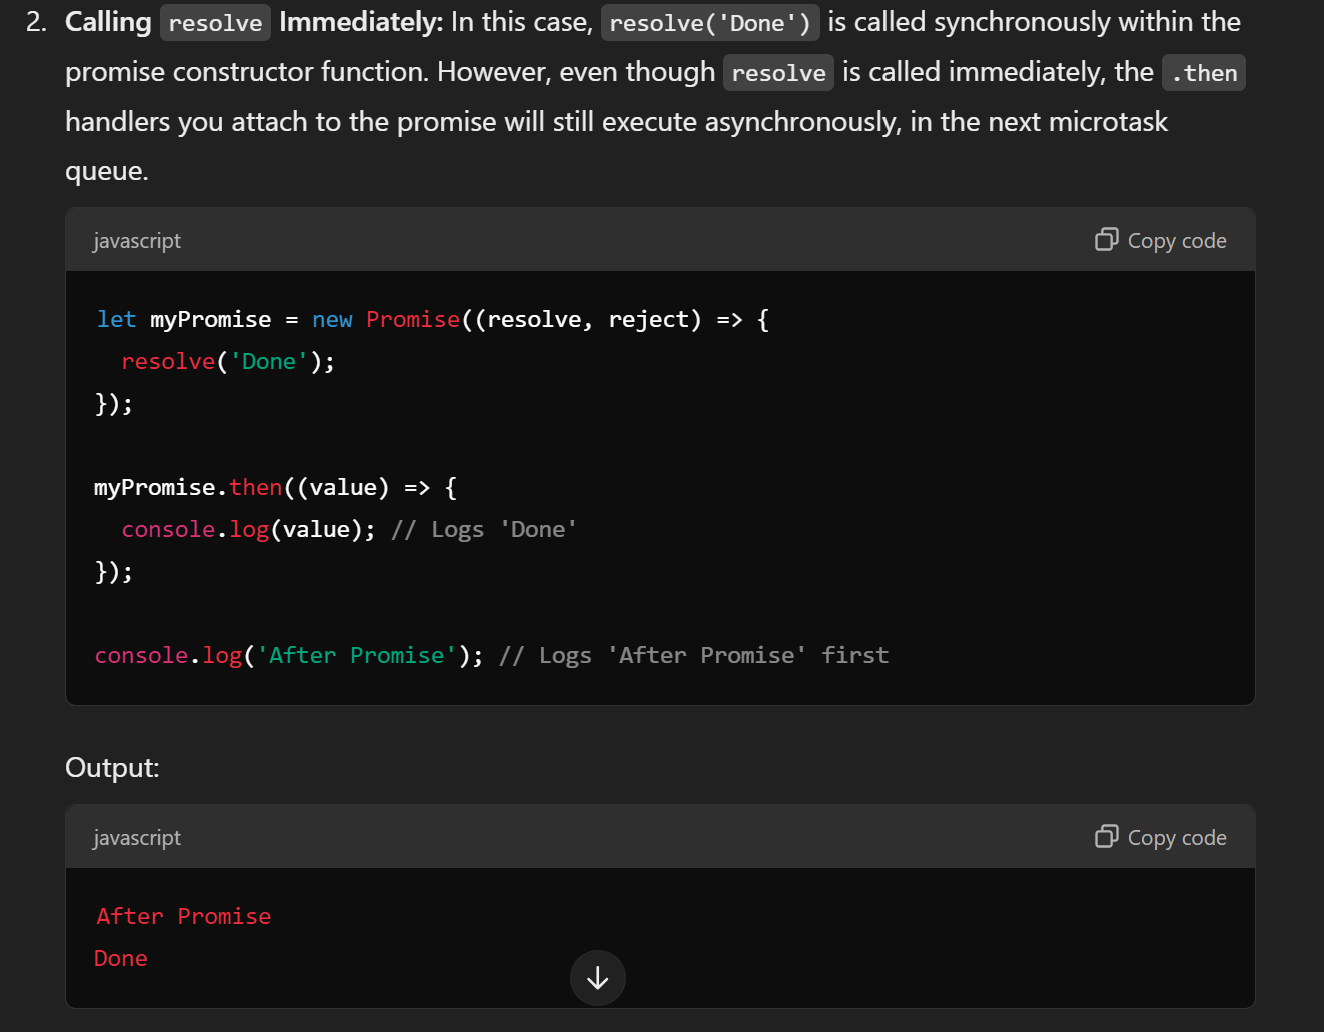 2. Calling resolve Immediately: In this case, resolve('Done') is called synchronously within the
promise constructor function. However, even though resolve is called immediately, the .then
handlers you attach to the promise will still execute asynchronously, in the next microtask
queue.
javascript
Copy code
let myPromise = new Promise((resolve, reject) => {
  resolve('Done');
});
myPromise.then((value) => {
  console.log(value); // Logs 'Done'
});
console.log('After Promise'); // Logs 'After Promise' first
Output:
javascript
Copy code
After Promise
Done